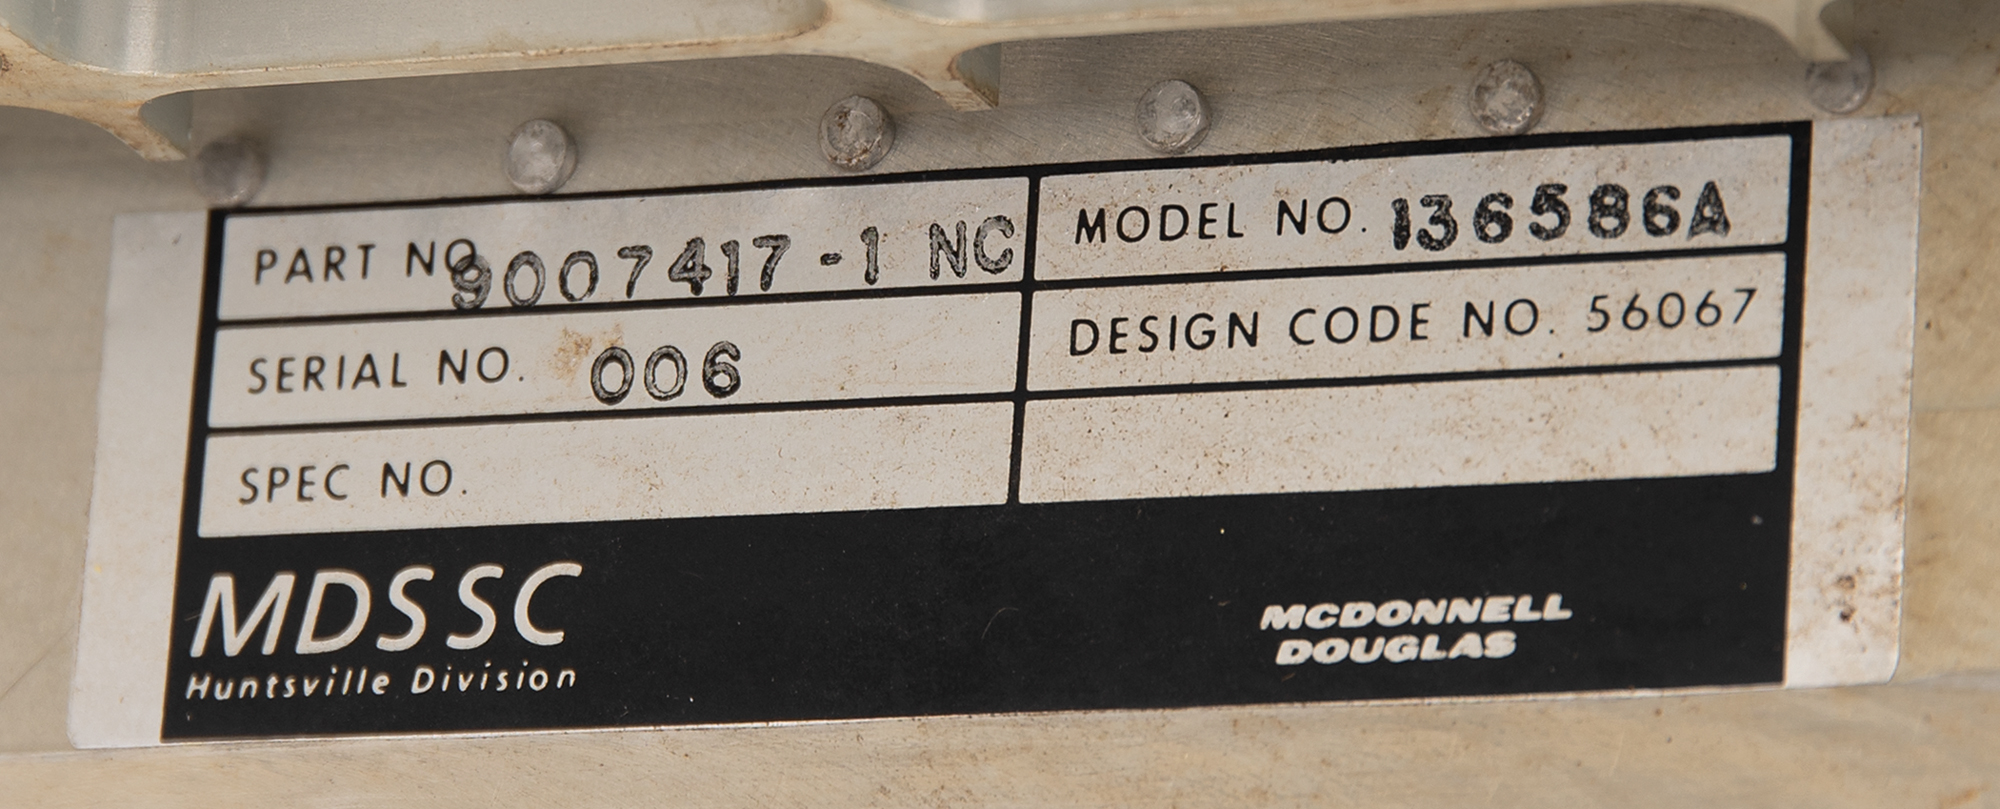 PART NO. 9007417-1 NC
MODEL NO. 136586A
SERIAL NO. 006
DESIGN CODE NO. 56067
SPEC NO.
MDSSC
Huntsville Division
MCDONNELL
DOUGLAS